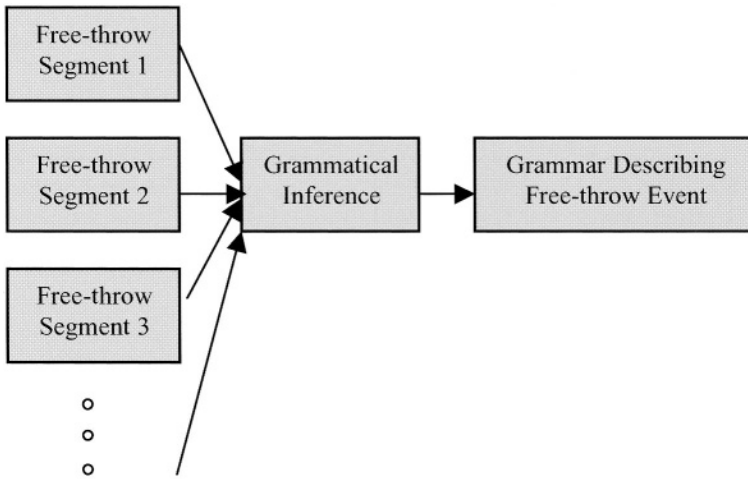 Free-throw
Segment 1
Free-throw
Segment 2
Grammatical
Inference
Grammar Describing
Free-throw Event
Free-throw
Segment 3